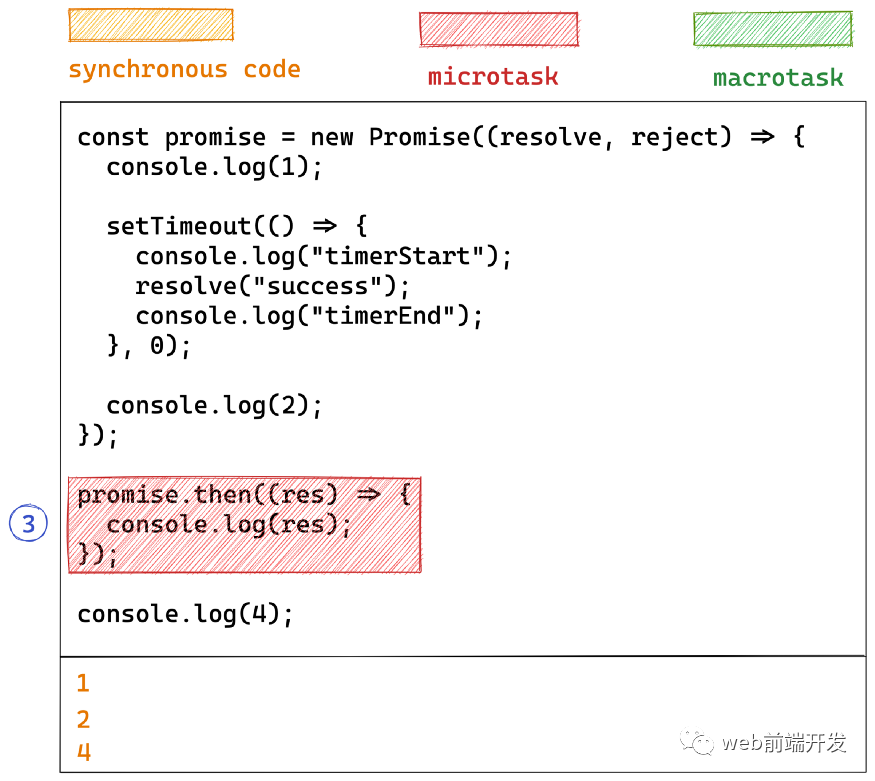 synchronous code
microtask
macrotask
const promise = new Promise((resolve, reject) => {
  console.log(1);
  setTimeout(() => {
    console.log("timerStart");
    resolve("success");
    console.log("timerEnd");
  }, 0);
  console.log(2);
});
3
promise.then((res) => {
  console.log(res);
});
console.log(4);
1
2
4
web前端开发